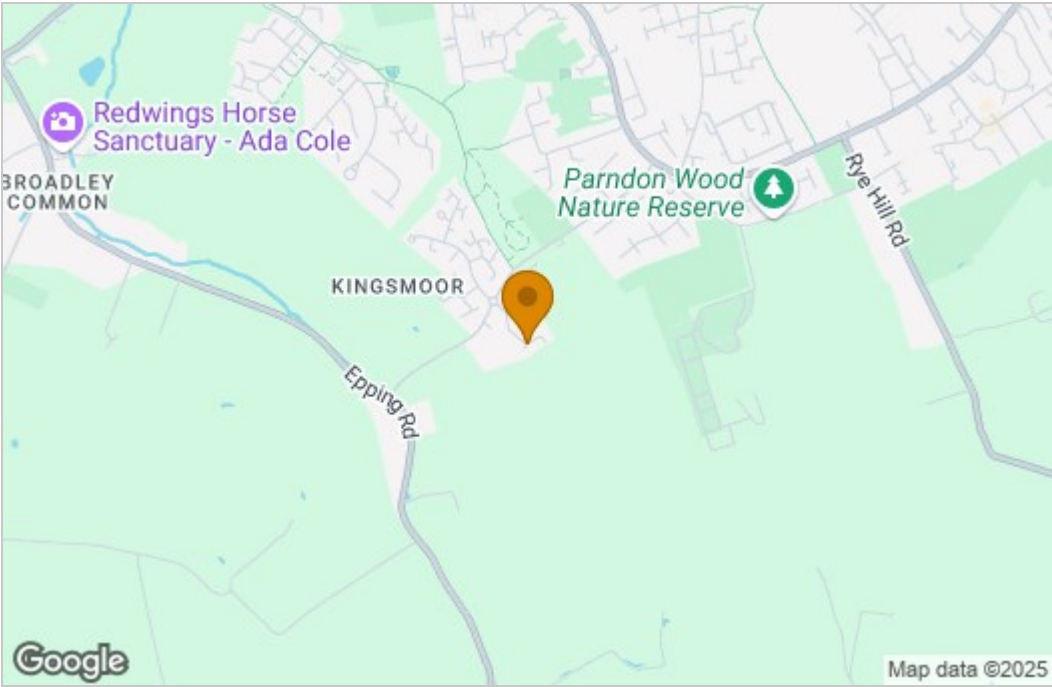 Redwings Horse
Sanctuary - Ada Cole
BROADLEY
COMMON
Parndon Wood
Nature Reserve
Rye Hill Rd
KINGSMOOR
Epping Rd
Google
Map data ©2025